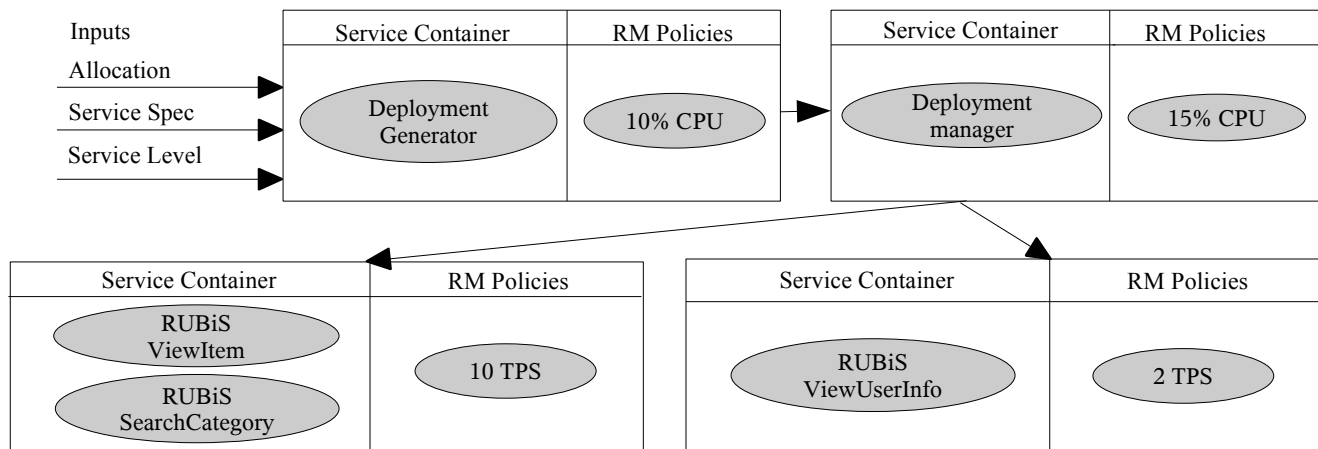 Inputs
Allocation
Service Spec
Service Level
Service Container
RM Policies
Deployment
Generator
10% CPU
Service Container
RM Policies
Deployment
manager
15% CPU
Service Container
RM Policies
RUBiS
ViewItem
RUBiS
SearchCategory
10 TPS
Service Container
RM Policies
RUBiS
ViewUserInfo
2 TPS